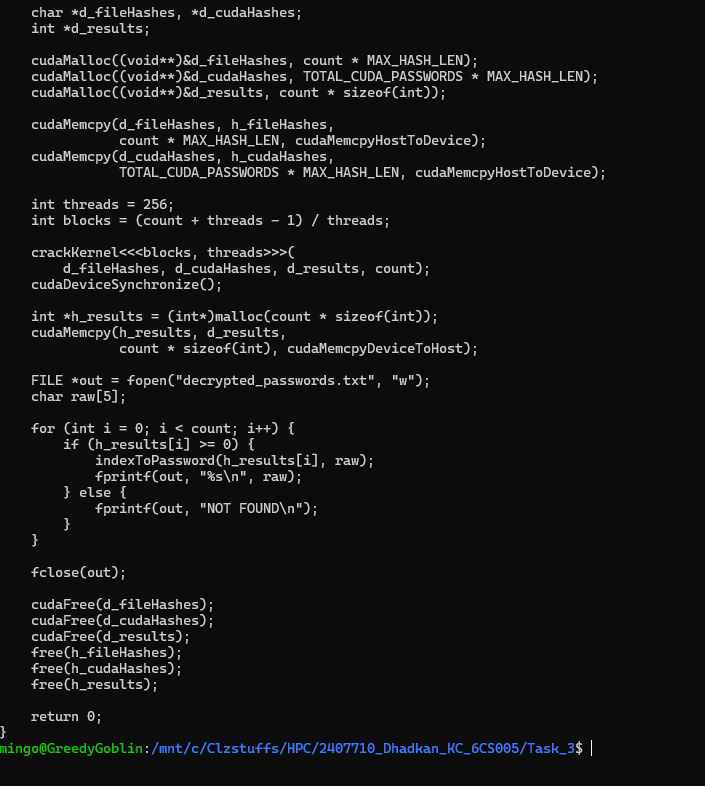 char *d_fileHashes, *d_cudaHashes;
    int *d_results;

    cudaMalloc((void**)&d_fileHashes, count * MAX_HASH_LEN);
    cudaMalloc((void**)&d_cudaHashes, TOTAL_CUDA_PASSWORDS * MAX_HASH_LEN);
    cudaMalloc((void**)&d_results, count * sizeof(int));

    cudaMemcpy(d_fileHashes, h_fileHashes,
               count * MAX_HASH_LEN, cudaMemcpyHostToDevice);
    cudaMemcpy(d_cudaHashes, h_cudaHashes,
               TOTAL_CUDA_PASSWORDS * MAX_HASH_LEN, cudaMemcpyHostToDevice);

    int threads = 256;
    int blocks = (count + threads - 1) / threads;

    crackKernel<<<blocks, threads>>>(
        d_fileHashes, d_cudaHashes, d_results, count);
    cudaDeviceSynchronize();

    int *h_results = (int*)malloc(count * sizeof(int));
    cudaMemcpy(h_results, d_results,
               count * sizeof(int), cudaMemcpyDeviceToHost);

    FILE *out = fopen("decrypted_passwords.txt", "w");
    char raw[5];

    for (int i = 0; i < count; i++) {
        if (h_results[i] >= 0) {
            indexToPassword(h_results[i], raw);
            fprintf(out, "%s\n", raw);
        } else {
            fprintf(out, "NOT FOUND\n");
        }
    }

    fclose(out);

    cudaFree(d_fileHashes);
    cudaFree(d_cudaHashes);
    cudaFree(d_results);
    free(h_fileHashes);
    free(h_cudaHashes);
    free(h_results);

    return 0;
}
mingo@GreedyGoblin:/mnt/c/Clzstuffs/HPC/2407710_Dhadkan_KC_6CS005/Task_3$